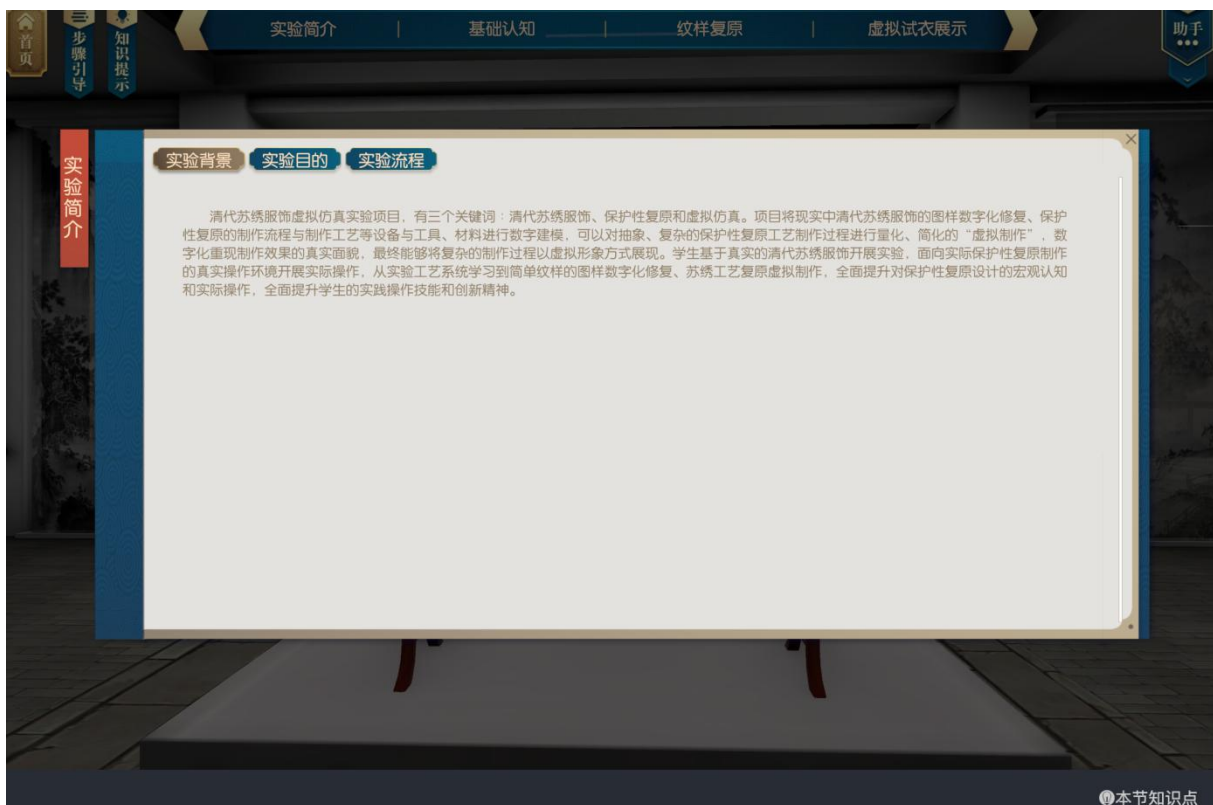 首页
步骤引导
知识提示
实验简介 | 基础认知 | 纹样复原 | 虚拟试衣展示
助手
实验简介
实验背景 实验目的 实验流程
清代苏绣服饰虚拟仿真实验项目，有三个关键词：清代苏绣服饰、保护性复原和虚拟仿真。项目将现实中清代苏绣服饰的图样数字化修复、保护
性复原的制作流程与制作工艺等设备与工具、材料进行数字建模，可以对抽象、复杂的保护性复原工艺制作过程进行量化、简化的“虚拟制作”，数
字化重现制作效果的真实面貌，最终能够将复杂的制作过程以虚拟形象方式展现。学生基于真实的清代苏绣服饰开展实验，面向实际保护性复原制作
的真实操作环境开展实际操作，从实验工艺系统学习到简单纹样的图样数字化修复、苏绣工艺复原虚拟制作，全面提升对保护性复原设计的宏观认知
和实际操作，全面提升学生的实践操作技能和创新精神。
本节知识点